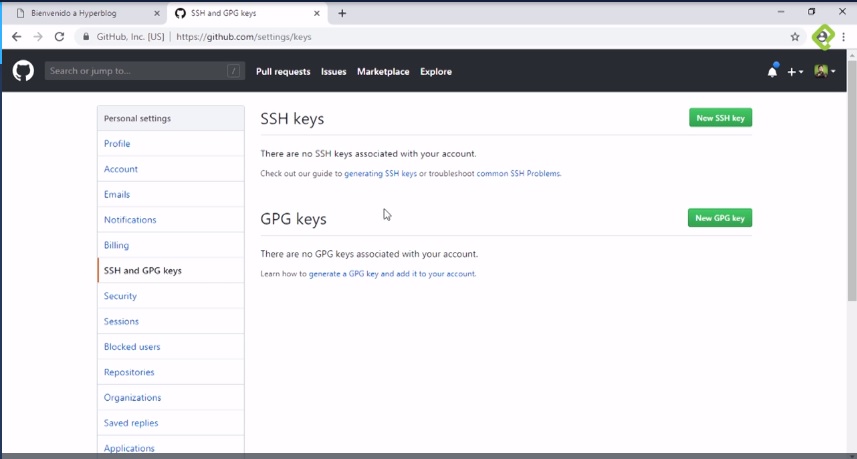 Bienvenido a Hyperblog
SSH and GPG keys
GitHub, Inc. [US] | https://github.com/settings/keys
Search or jump to... /
Pull requests Issues Marketplace Explore
Personal settings
Profile
Account
Emails
Notifications
Billing
SSH and GPG keys
Security
Sessions
Blocked users
Repositories
Organizations
Saved replies
Applications
SSH keys
New SSH key
There are no SSH keys associated with your account.
Check out our guide to generating SSH keys or troubleshoot common SSH Problems.
GPG keys
New GPG key
There are no GPG keys associated with your account.
Learn how to generate a GPG key and add it to your account.